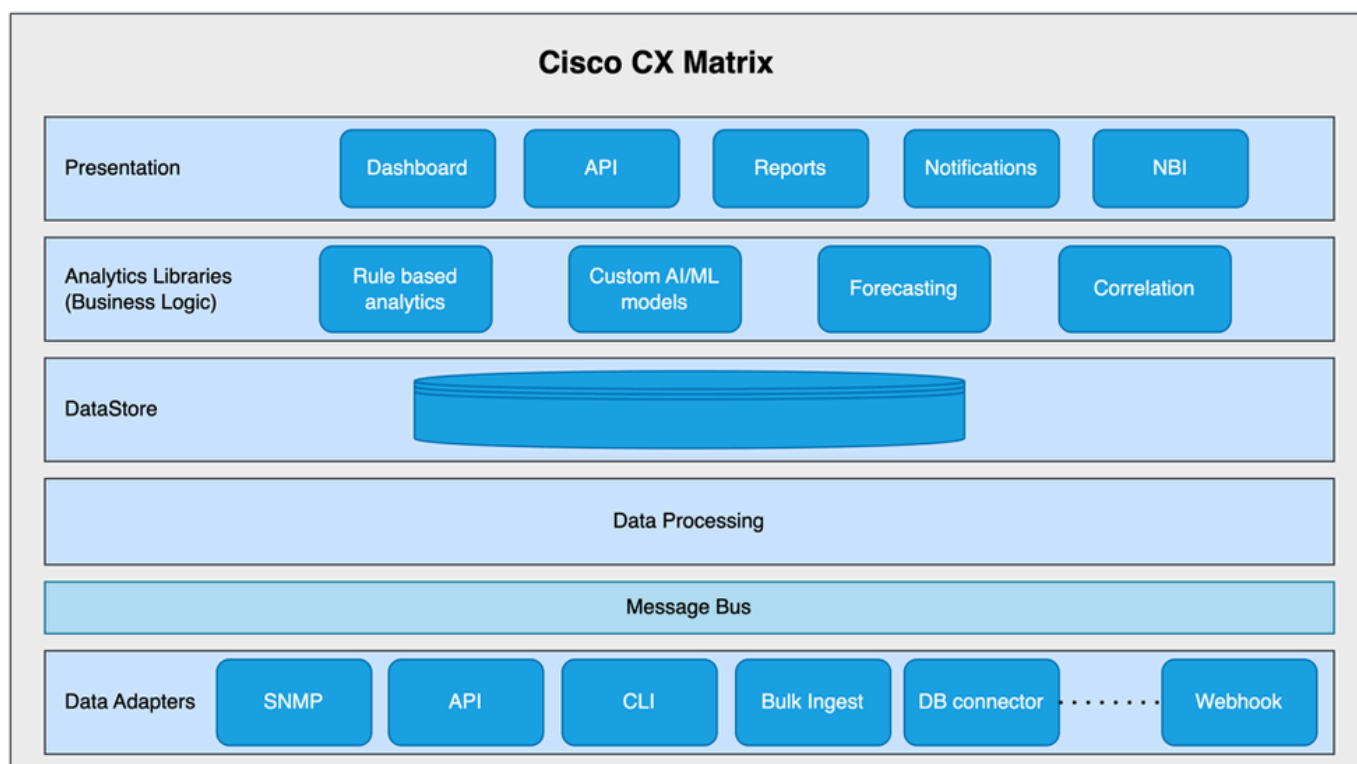 Cisco CX Matrix
Presentation
Dashboard
API
Reports
Notifications
NBI
Analytics Libraries
(Business Logic)
Rule based
analytics
Custom AI/ML
models
Forecasting
Correlation
DataStore
Data Processing
Message Bus
Data Adapters
SNMP
API
CLI
Bulk Ingest
DB connector
Webhook